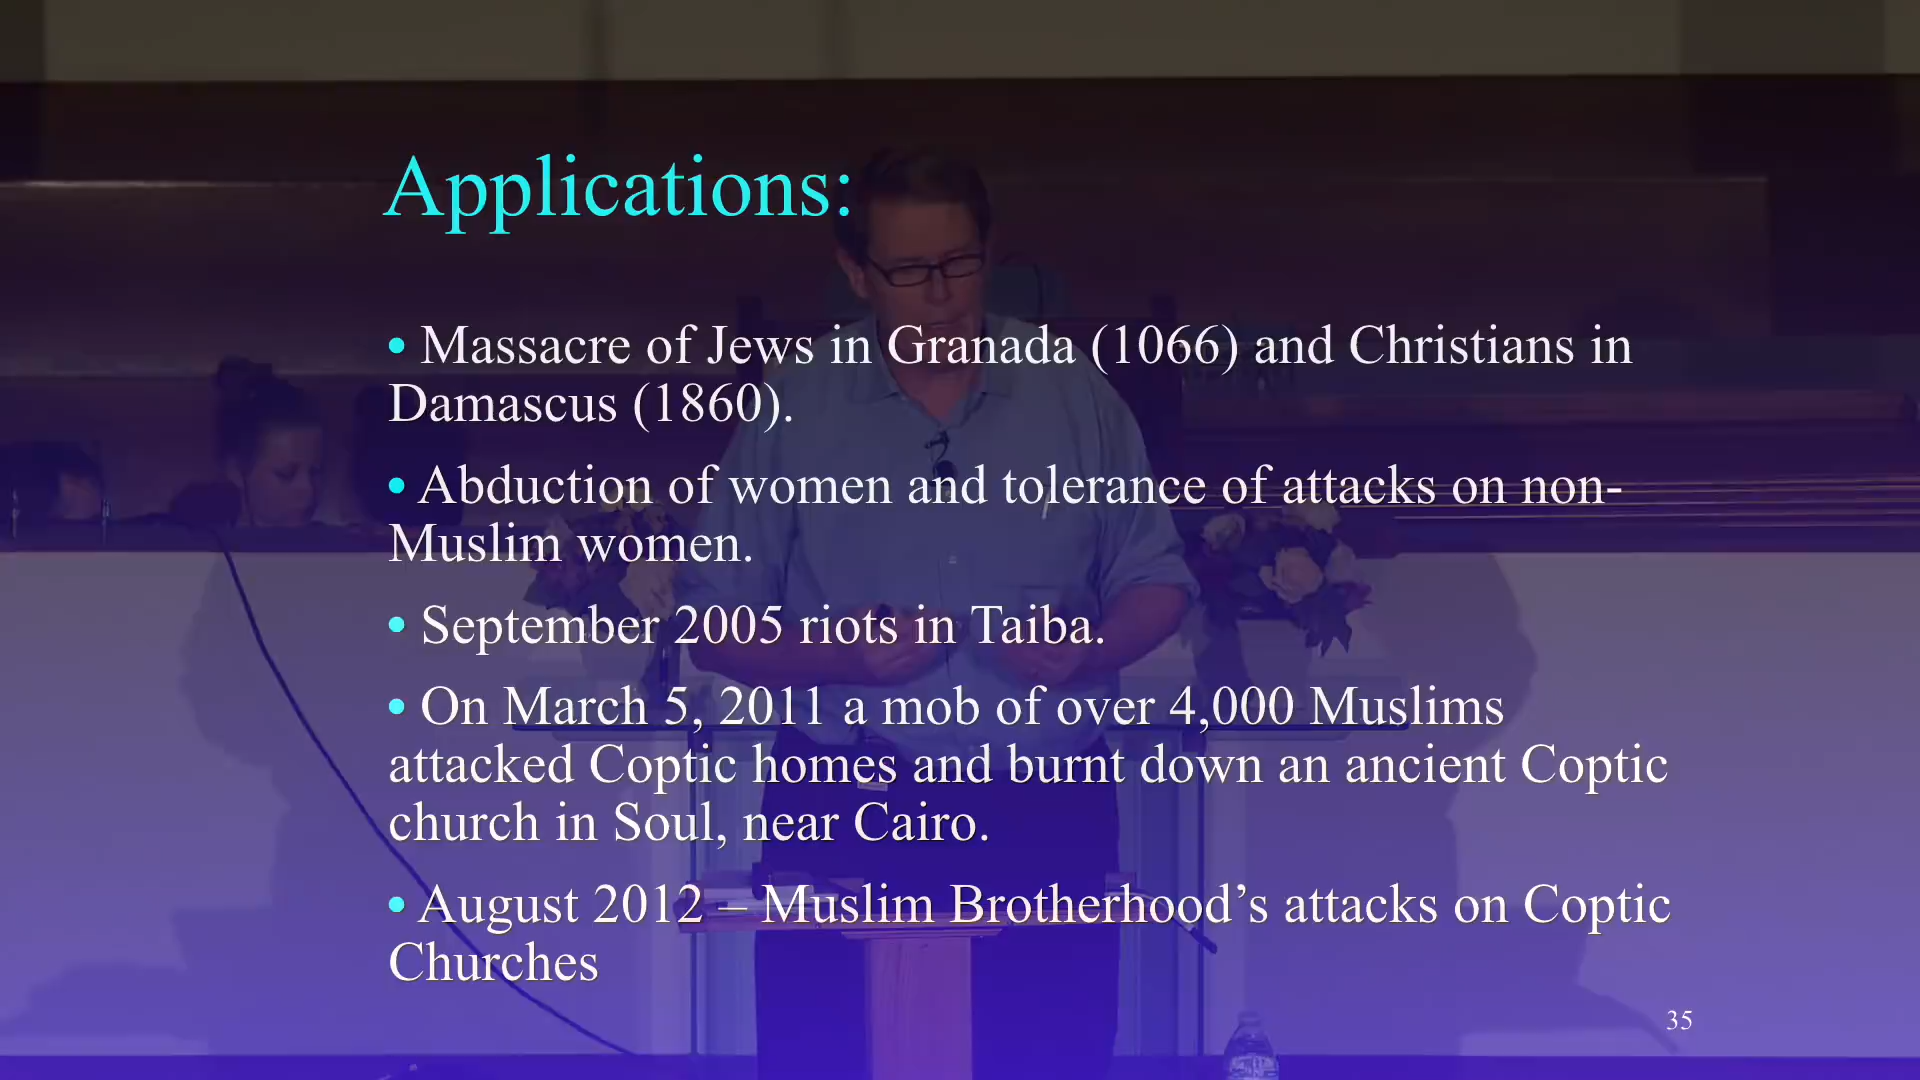 Applications:
• Massacre of Jews in Granada (1066) and Christians in
Damascus (1860).
• Abduction of women and tolerance of attacks on non-
Muslim women.
• September 2005 riots in Taiba.
• On March 5, 2011 a mob of over 4,000 Muslims
attacked Coptic homes and burnt down an ancient Coptic
church in Soul, near Cairo.
• August 2012 – Muslim Brotherhood’s attacks on Coptic
Churches
35